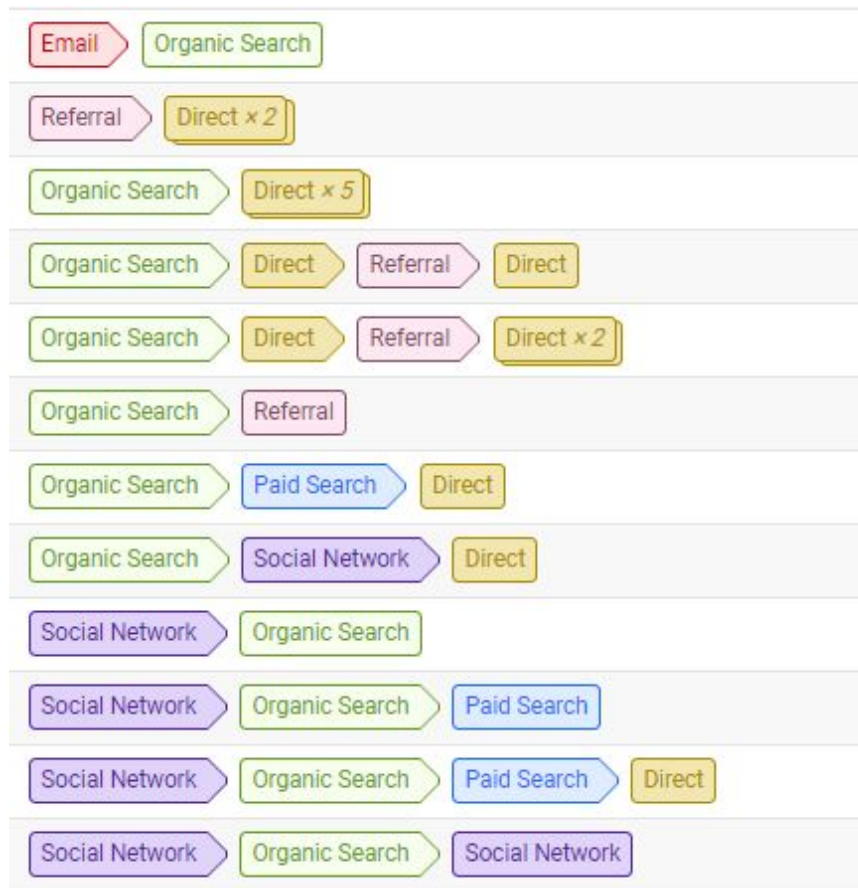 Email Organic Search
Referral Direct × 2
Organic Search Direct × 5
Organic Search Direct Referral Direct
Organic Search Direct Referral Direct × 2
Organic Search Referral
Organic Search Paid Search Direct
Organic Search Social Network Direct
Social Network Organic Search
Social Network Organic Search Paid Search
Social Network Organic Search Paid Search Direct
Social Network Organic Search Social Network